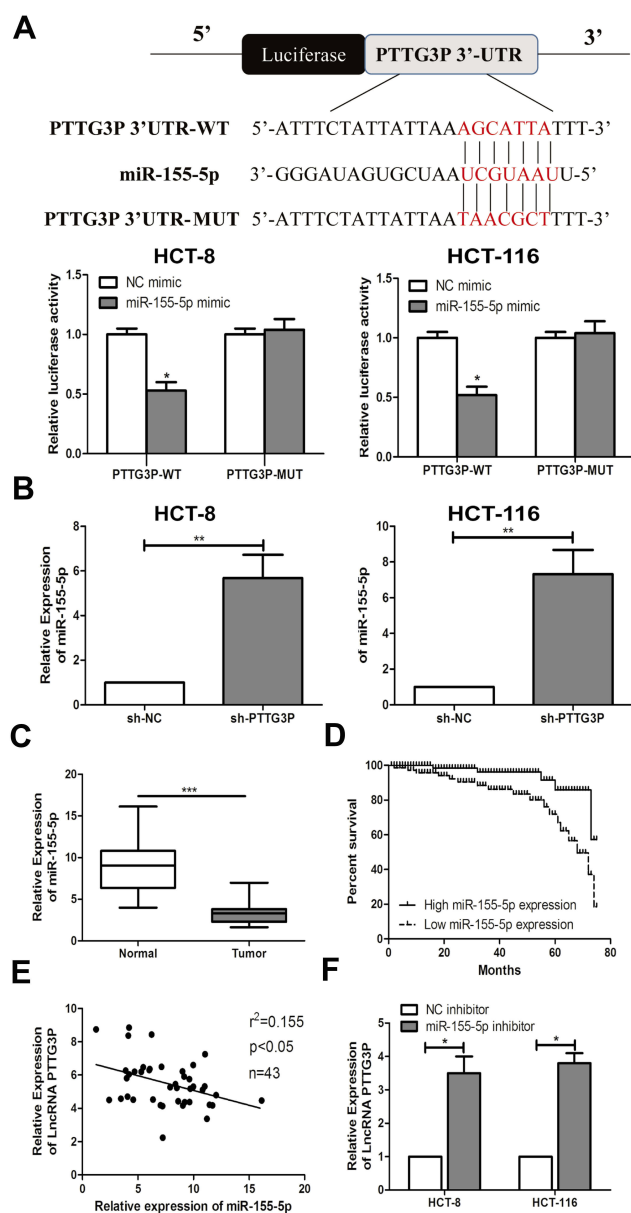 A
5’
3’
Luciferase
PTTG3P 3’-UTR
PTTG3P 3’UTR-WT 5’-ATTTCTATTATTAAAGCATTATTT-3’
miR-155-5p 3’-GGGAUAGUGCUAAUCGUAAUU-5’
PTTG3P 3’UTR-MUT 5’-ATTTCTATTATTAATAACGCTTTT-3’
HCT-8
NC mimic
miR-155-5p mimic
Relative luciferase activity
1.5
1.0
0.5
0.0
*
PTTG3P-WT
PTTG3P-MUT
HCT-116
NC mimic
miR-155-5p mimic
Relative luciferase activity
1.5
1.0
0.5
0.0
*
PTTG3P-WT
PTTG3P-MUT
B
HCT-8
Relative Expression
of miR-155-5p
8
6
4
2
0
**
sh-NC
sh-PTTG3P
HCT-116
of miR-155-5p
10
8
6
4
2
0
**
sh-NC
sh-PTTG3P
C
Relative Expression
of miR-155-5p
20
15
10
5
0
***
Normal
Tumor
D
Percent survival
100
80
60
40
20
0
High miR-155-5p expression
Low miR-155-5p expression
0 20 40 60 80
Months
E
Relative Expression
of LncRNA PTTG3P
10
8
6
4
2
0
r²=0.155
p<0.05
n=43
0 5 10 15 20
Relative expression of miR-155-5p
F
NC inhibitor
miR-155-5p inhibitor
Relative Expression
of LncRNA PTTG3P
4
3
2
1
0
*
*
HCT-8
HCT-116